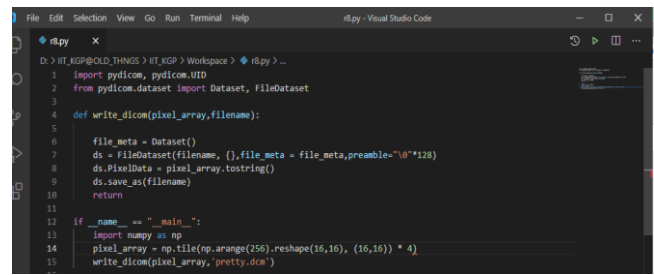 File Edit Selection View Go Run Terminal Help r8.py - Visual Studio Code
r8.py
D: > IIT_KGP@OLD_THNGS > IIT_KGP > Workspace > r8.py > ...
1 import pydicom, pydicom.UID
2 from pydicom.dataset import Dataset, FileDataset
3
4 def write_dicom(pixel_array,filename):
5
6 file_meta = Dataset()
7 ds = FileDataset(filename, {},file_meta = file_meta,preamble="\0"*128)
8 ds.PixelData = pixel_array.tostring()
9 ds.save_as(filename)
10 return
11
12 if __name__ == "__main__":
13 import numpy as np
14 pixel_array = np.tile(np.arange(256).reshape(16,16), (16,16)) * 4)
15 write_dicom(pixel_array,'pretty.dcm')